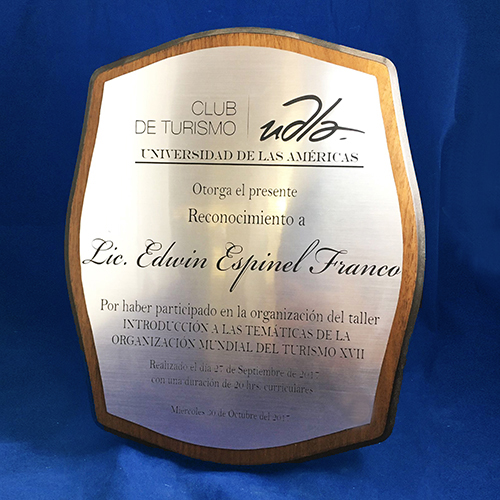 CLUB
DE TURISMO
udla.
UNIVERSIDAD DE LAS AMÉRICAS
Otorga el presente
Reconocimiento a
Lic. Edwin Espinel Franco
Por haber participado en la organización del taller
INTRODUCCIÓN A LAS TEMÁTICAS DE LA
ORGANIZACIÓN MUNDIAL DEL TURISMO XVII
Realizado el día 27 de Septiembre de 2017
con una duración de 20 hrs. curriculares
Miércoles 30 de Octubre del 2017